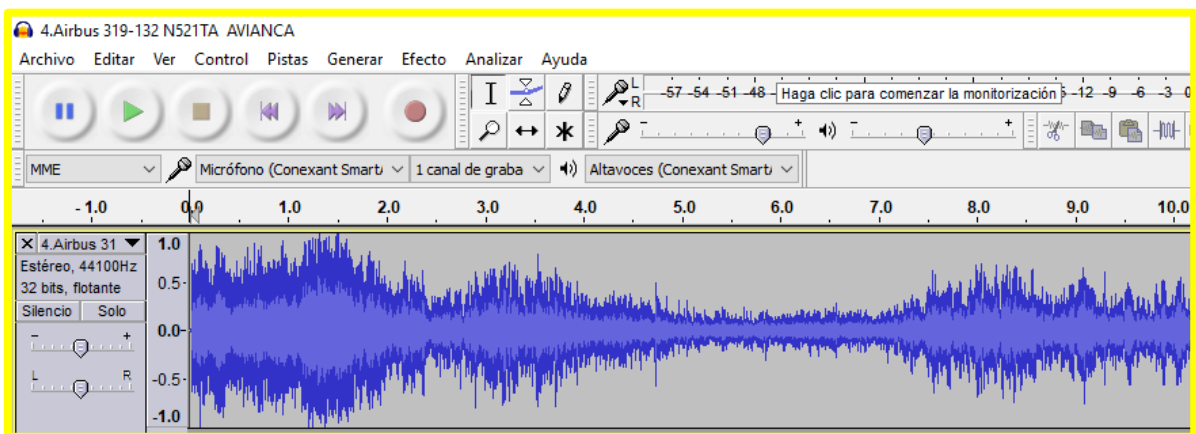 4.Airbus 319-132 N521TA AVIANCA
Archivo Editar Ver Control Pistas Generar Efecto Analizar Ayuda
L
R
-57 -54 -51 -48 - Haga clic para comenzar la monitorización -12 -9 -6 -3 0
- +
- +
MME Micrófono (Conexant Smart 1 canal de graba Altavoces (Conexant Smart
- 1.0 0.0 1.0 2.0 3.0 4.0 5.0 6.0 7.0 8.0 9.0 10.0
X 4.Airbus 31 1.0
Estéreo, 44100Hz
32 bits, flotante 0.5
Silencio Solo
- + 0.0
L R -0.5
-1.0